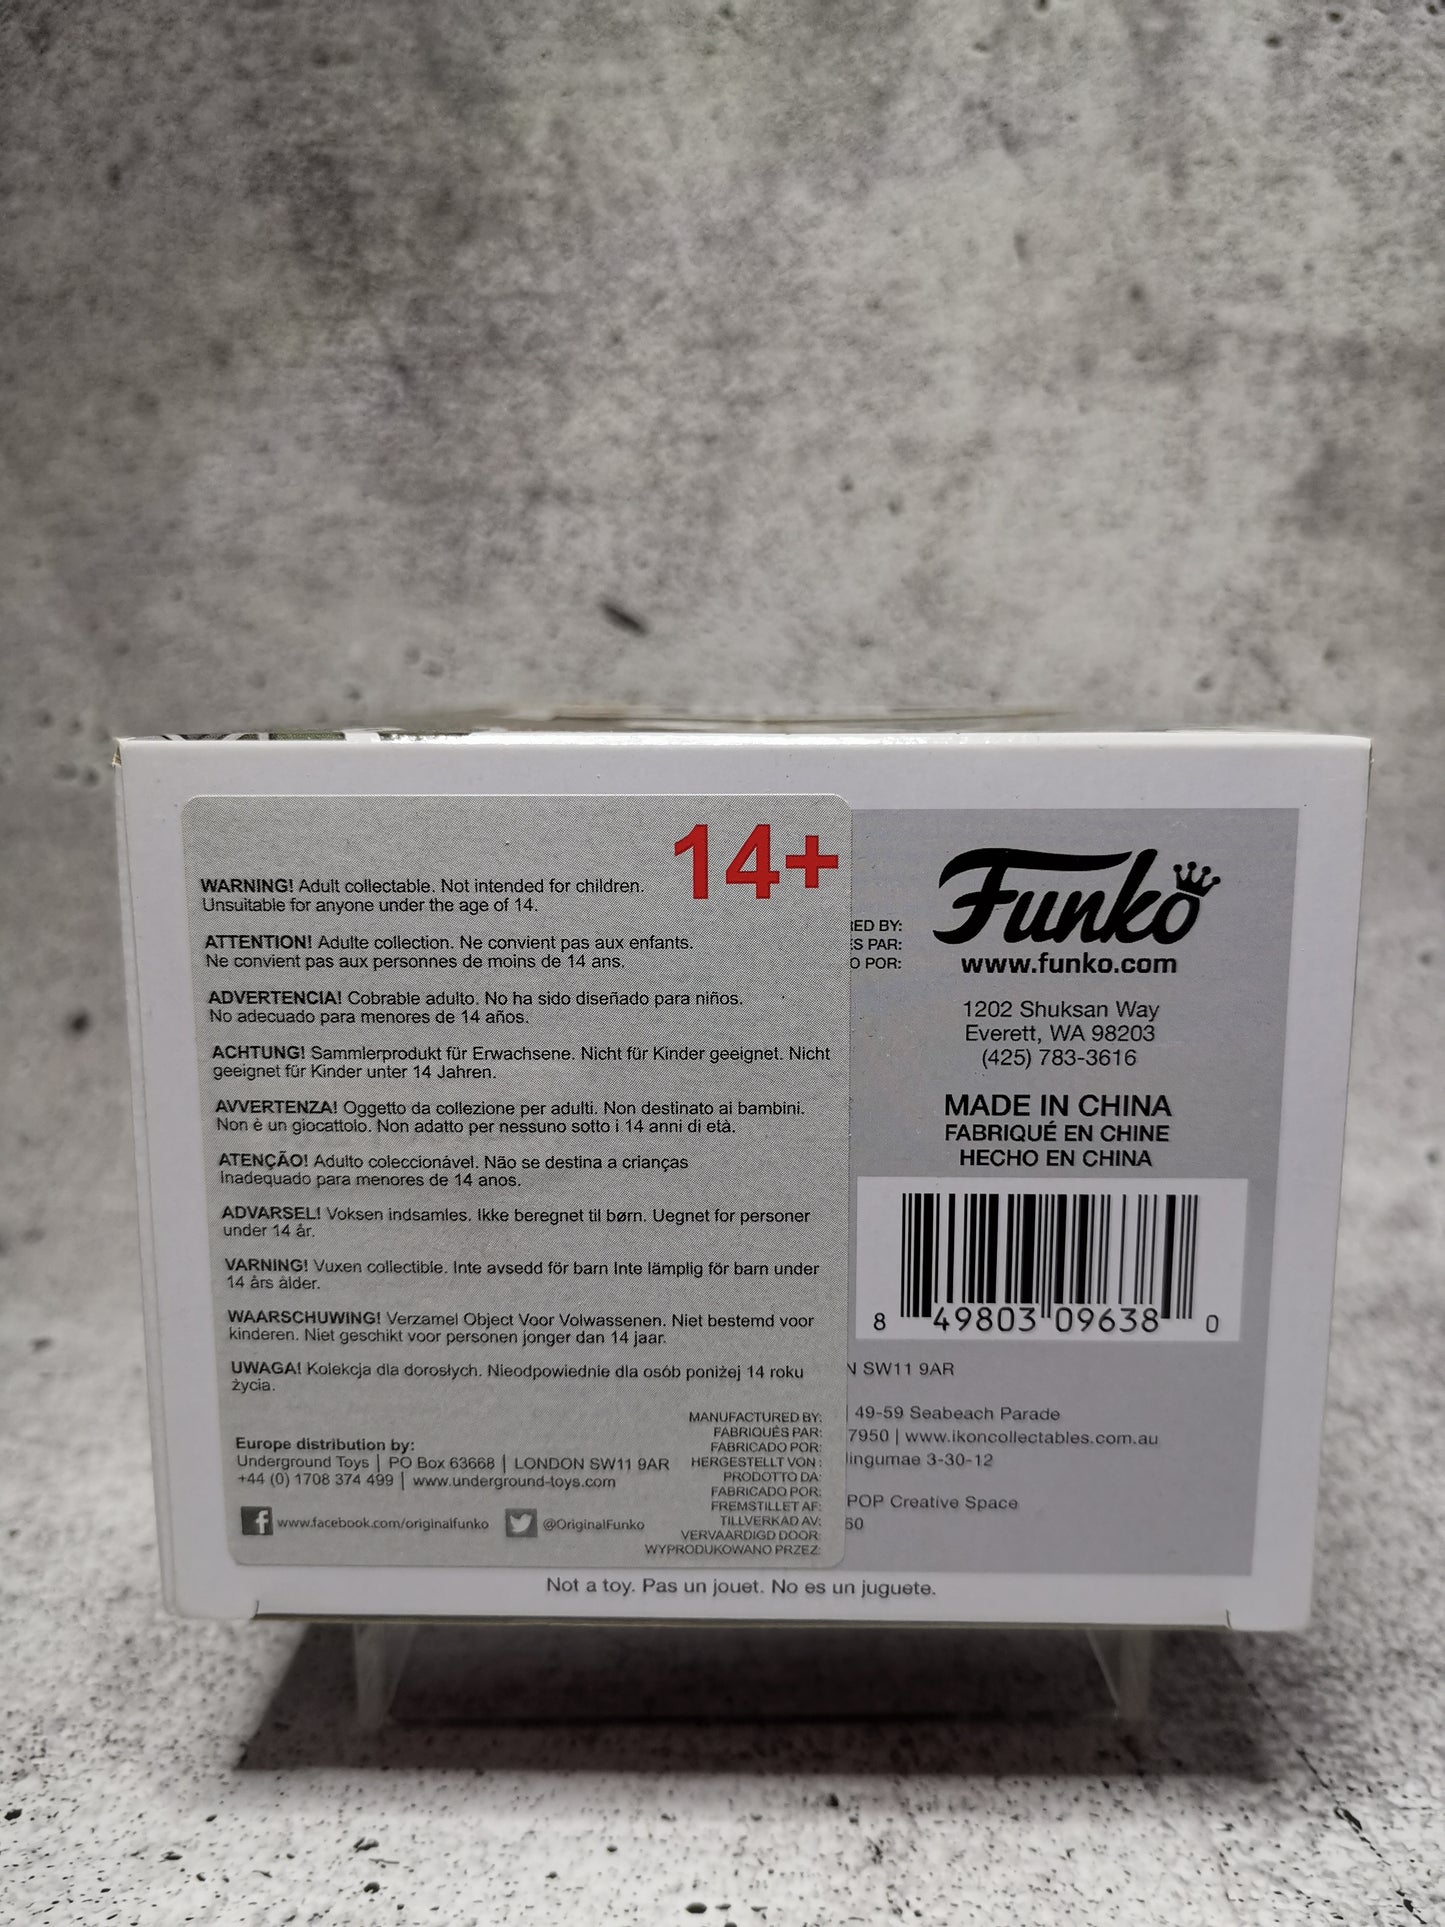 14+
WARNING! Adult collectable. Not intended for children.
Unsuitable for anyone under the age of 14.
ATTENTION! Adulte collection. Ne convient pas aux enfants.
Ne convient pas aux personnes de moins de 14 ans.
ADVERTENCIA! Cobrable adulto. No ha sido diseñado para niños.
No adecuado para menores de 14 años.
ACHTUNG! Sammlerprodukt für Erwachsene. Nicht für Kinder geeignet. Nicht
geeignet für Kinder unter 14 Jahren.
AVVERTENZA! Oggetto da collezione per adulti. Non destinato ai bambini.
Non è un giocattolo. Non adatto per nessuno sotto i 14 anni di età.
ATENÇÃO! Adulto coleccionável. Não se destina a crianças
Inadequado para menores de 14 anos.
ADVARSEL! Voksen indsamles. Ikke beregnet til børn. Uegnet for personer
under 14 år.
VARNING! Vuxen collectible. Inte avsedd för barn Inte lämplig för barn under
14 års ålder.
WAARSCHUWING! Verzamel Object Voor Volwassenen. Niet bestemd voor
kinderen. Niet geschikt voor personen jonger dan 14 jaar.
UWAGA! Kolekcja dla dorosłych. Nieodpowiednie dla osób poniżej 14 roku
życia.
Europe distribution by:
Underground Toys | PO Box 63668 | LONDON SW11 9AR
+44 (0) 1708 374 499 | www.underground-toys.com
www.facebook.com/originalfunko @OriginalFunko
MANUFACTURED BY:
FABRIQUÉS PAR:
FABRICADO POR:
HERGESTELLT VON :
PRODOTTO DA:
FABRICADO POR:
FREMSTILLET AF:
TILLVERKAD AV:
VERVAARDIGD DOOR:
WYPRODUKOWANO PRZEZ:
RED BY:
ES PAR:
O POR:
Funko
www.funko.com
1202 Shuksan Way
Everett, WA 98203
(425) 783-3616
MADE IN CHINA
FABRIQUÉ EN CHINE
HECHO EN CHINA
8 49803 09638 0
N SW11 9AR
| 49-59 Seabeach Parade
7950 | www.ikoncollectables.com.au
lingumae 3-30-12
POP Creative Space
60
Not a toy. Pas un jouet. No es un juguete.